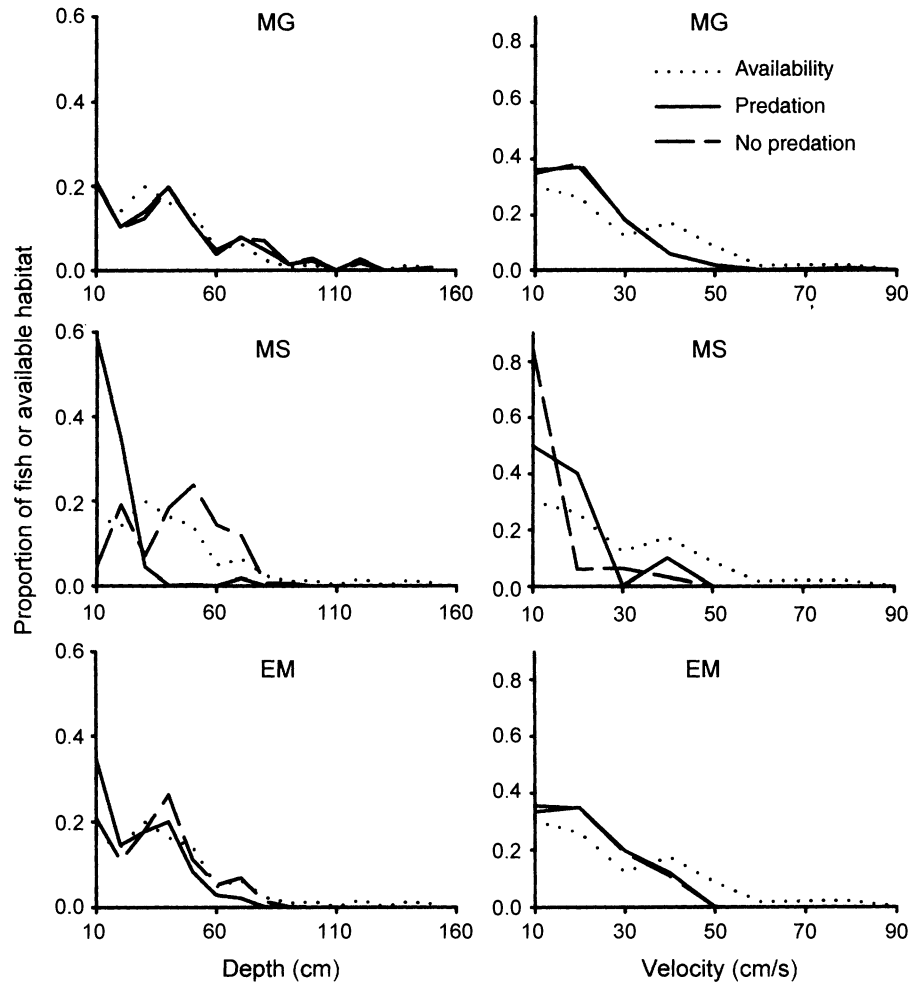 Proportion of fish or available habitat
MG
0.6
0.4
0.2
0.0
10 60 110 160
MG
0.8
0.6
0.4
0.2
0.0
10 30 50 70 90
Availability
Predation
No predation
MS
0.6
0.4
0.2
0.0
10 60 110 160
MS
0.8
0.6
0.4
0.2
0.0
10 30 50 70 90
EM
0.6
0.4
0.2
0.0
10 60 110 160
Depth (cm)
EM
0.8
0.6
0.4
0.2
0.0
10 30 50 70 90
Velocity (cm/s)